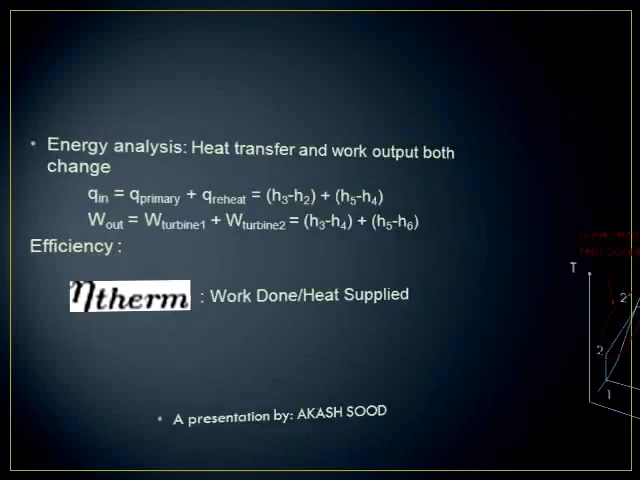 • Energy analysis: Heat transfer and work output both
change
qin = qprimary + qreheat = (h3-h2) + (h5-h4)
Wout = Wturbine1 + Wturbine2 = (h3-h4) + (h5-h6)
Efficiency :
ηtherm : Work Done/Heat Supplied
T
2'
2
1
• A presentation by: AKASH SOOD